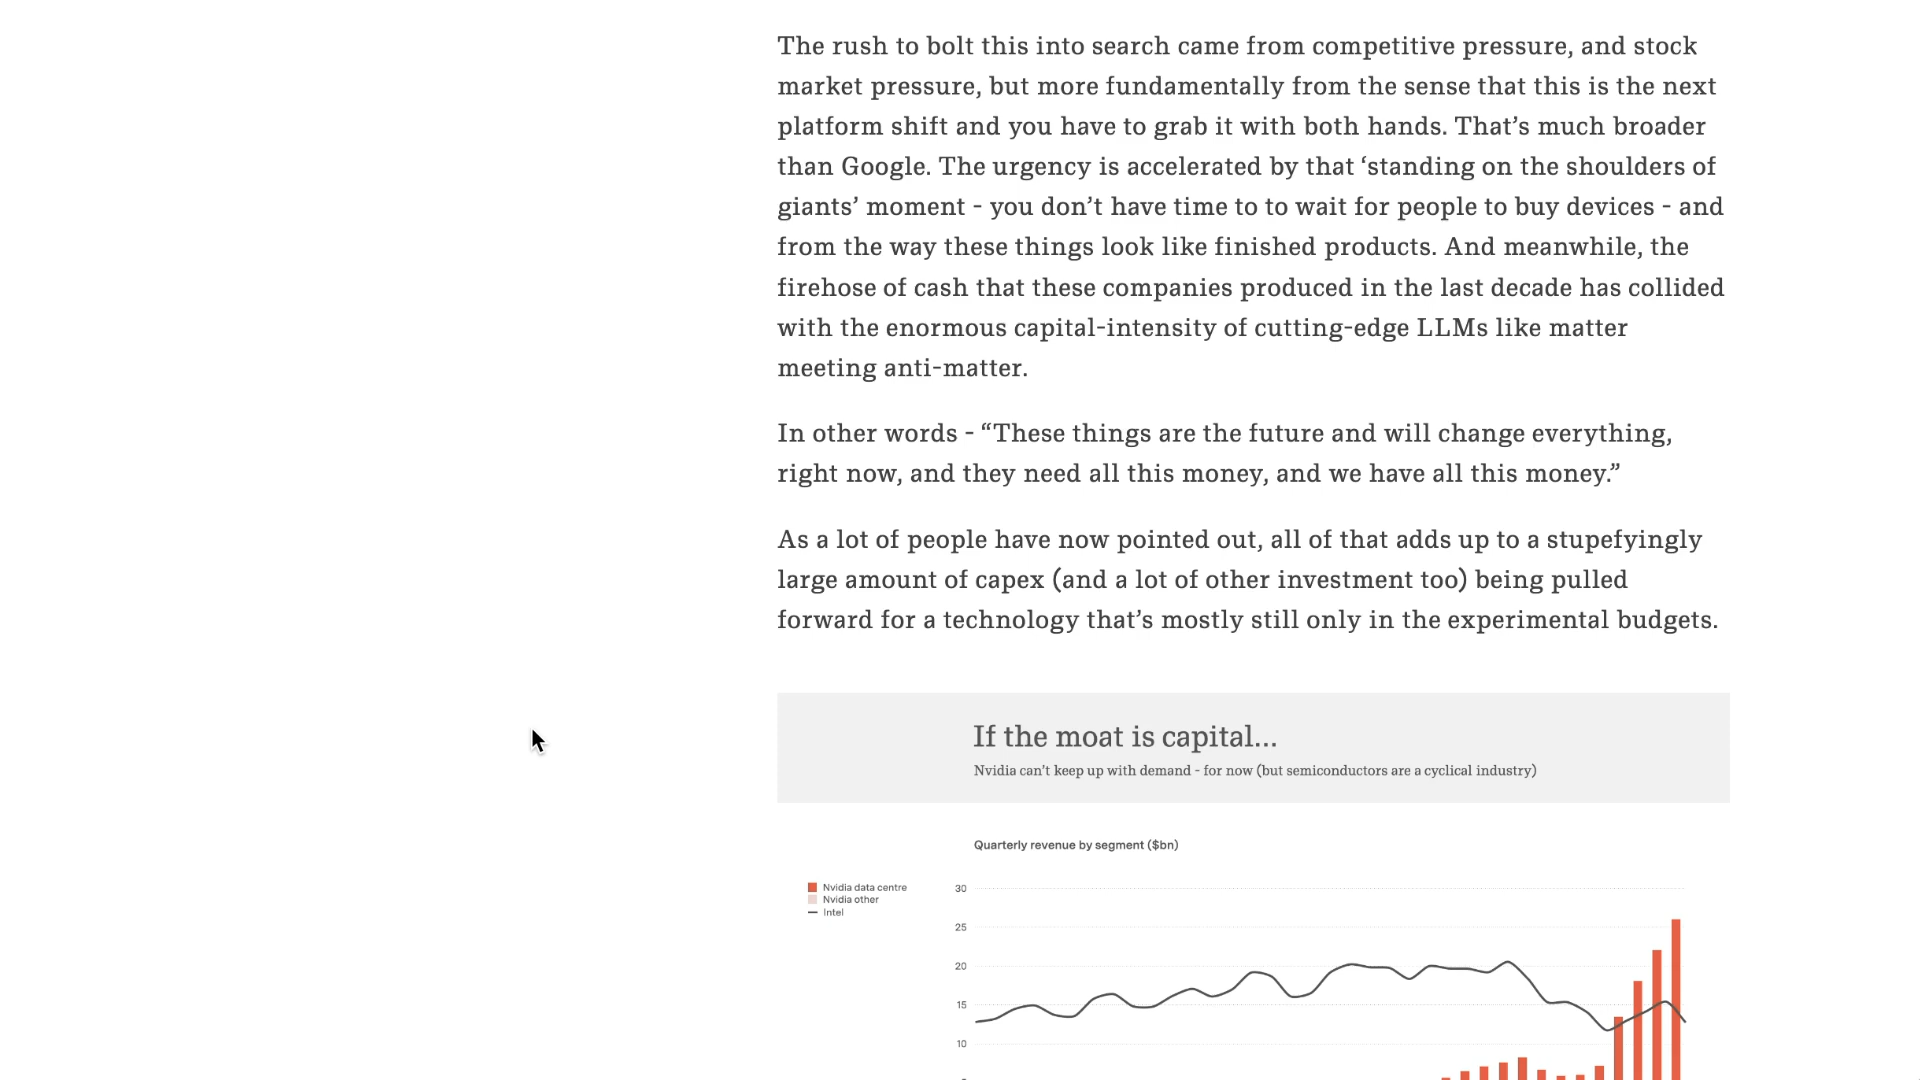 The rush to bolt this into search came from competitive pressure, and stock
market pressure, but more fundamentally from the sense that this is the next
platform shift and you have to grab it with both hands. That’s much broader
than Google. The urgency is accelerated by that ‘standing on the shoulders of
giants’ moment - you don’t have time to to wait for people to buy devices - and
from the way these things look like finished products. And meanwhile, the
firehose of cash that these companies produced in the last decade has collided
with the enormous capital-intensity of cutting-edge LLMs like matter
meeting anti-matter.
In other words - “These things are the future and will change everything,
right now, and they need all this money, and we have all this money.”
As a lot of people have now pointed out, all of that adds up to a stupefyingly
large amount of capex (and a lot of other investment too) being pulled
forward for a technology that’s mostly still only in the experimental budgets.
If the moat is capital...
Nvidia can’t keep up with demand - for now (but semiconductors are a cyclical industry)
Quarterly revenue by segment ($bn)
Nvidia data centre
Nvidia other
Intel
30
25
20
15
10